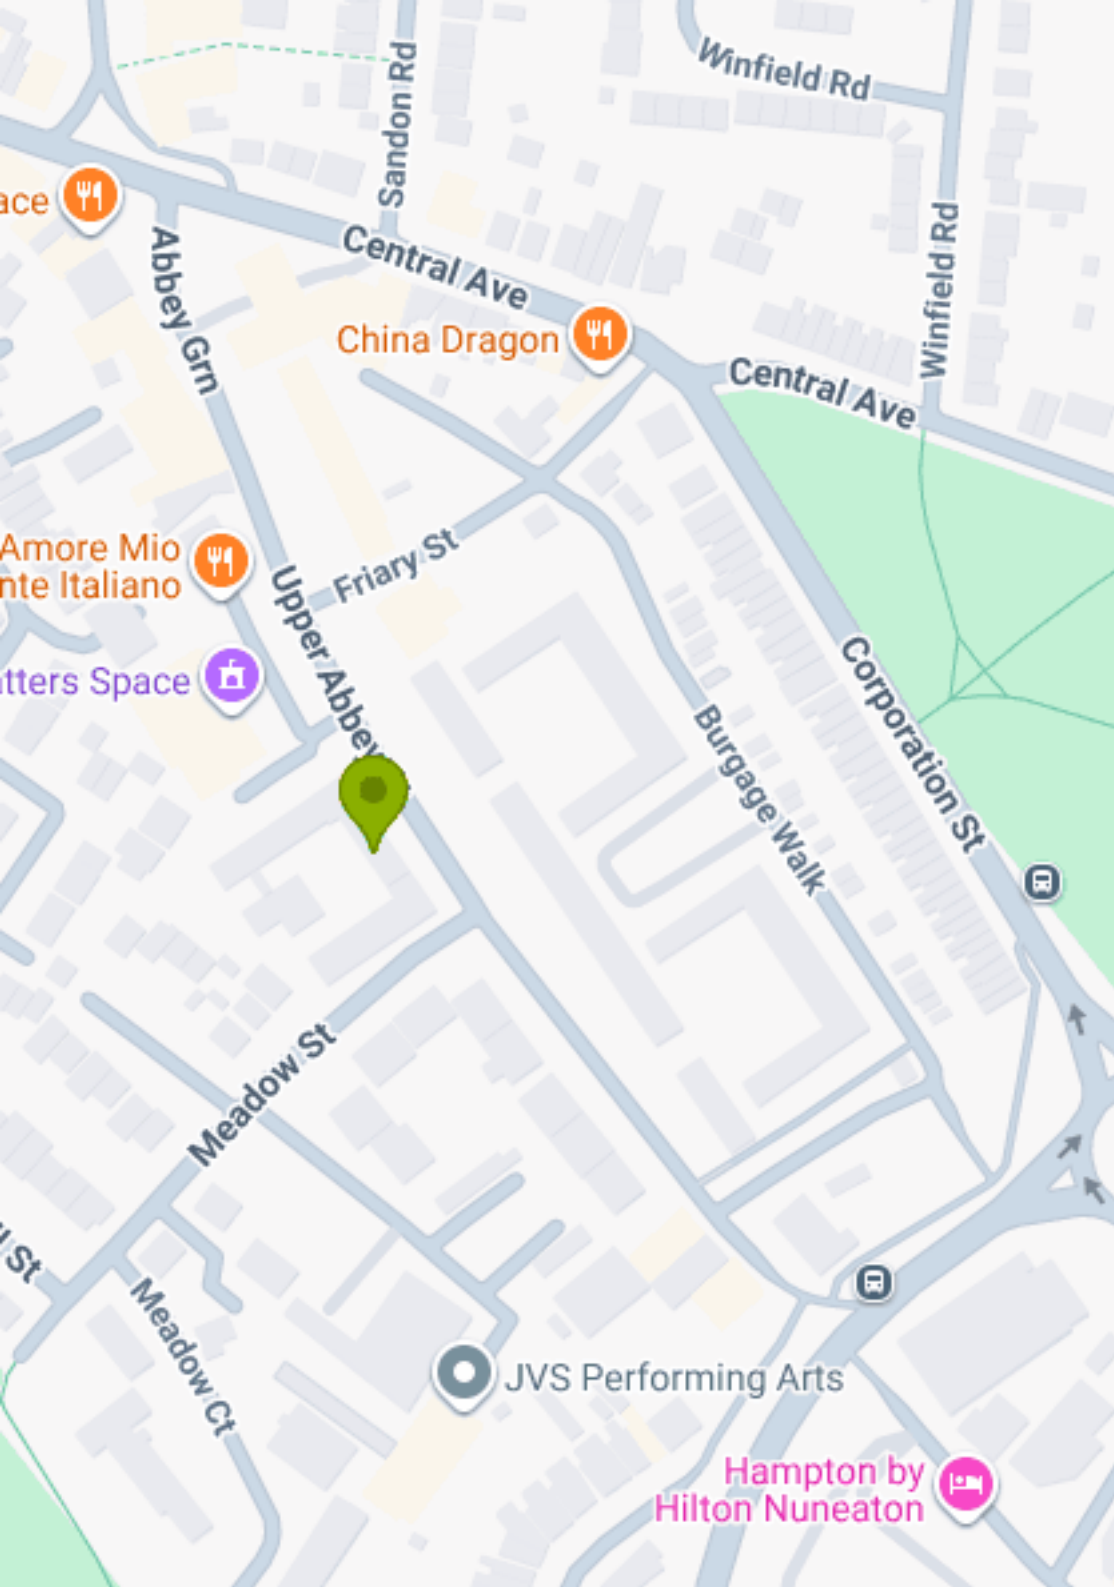 Winfield Rd
Sandon Rd
ace
Central Ave
Abbey Grn
Winfield Rd
China Dragon
Central Ave
Amore Mio
nte Italiano
Friary St
Upper Abbey
atters Space
Corporation St
Burgage Walk
Meadow St
St
Meadow Ct
JVS Performing Arts
Hampton by
Hilton Nuneaton